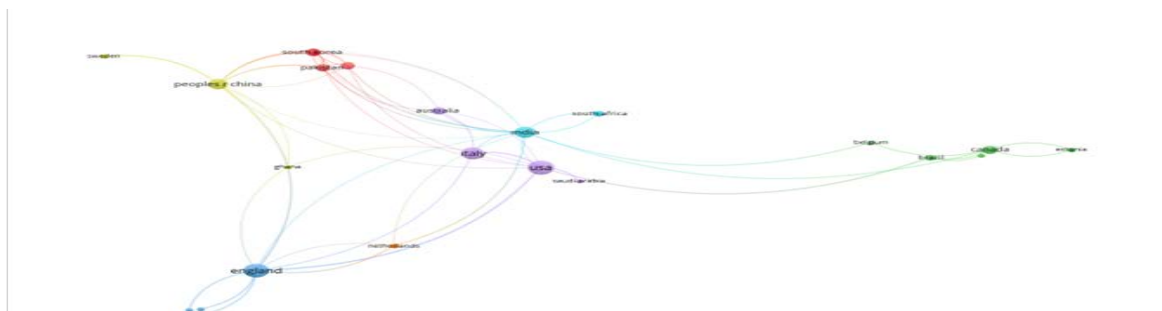 sweden
south korea
peoples r china
pakistan
australia
india
south africa
italy
usa
saudi arabia
belgium
brazil
canada
ghana
netherlands
england